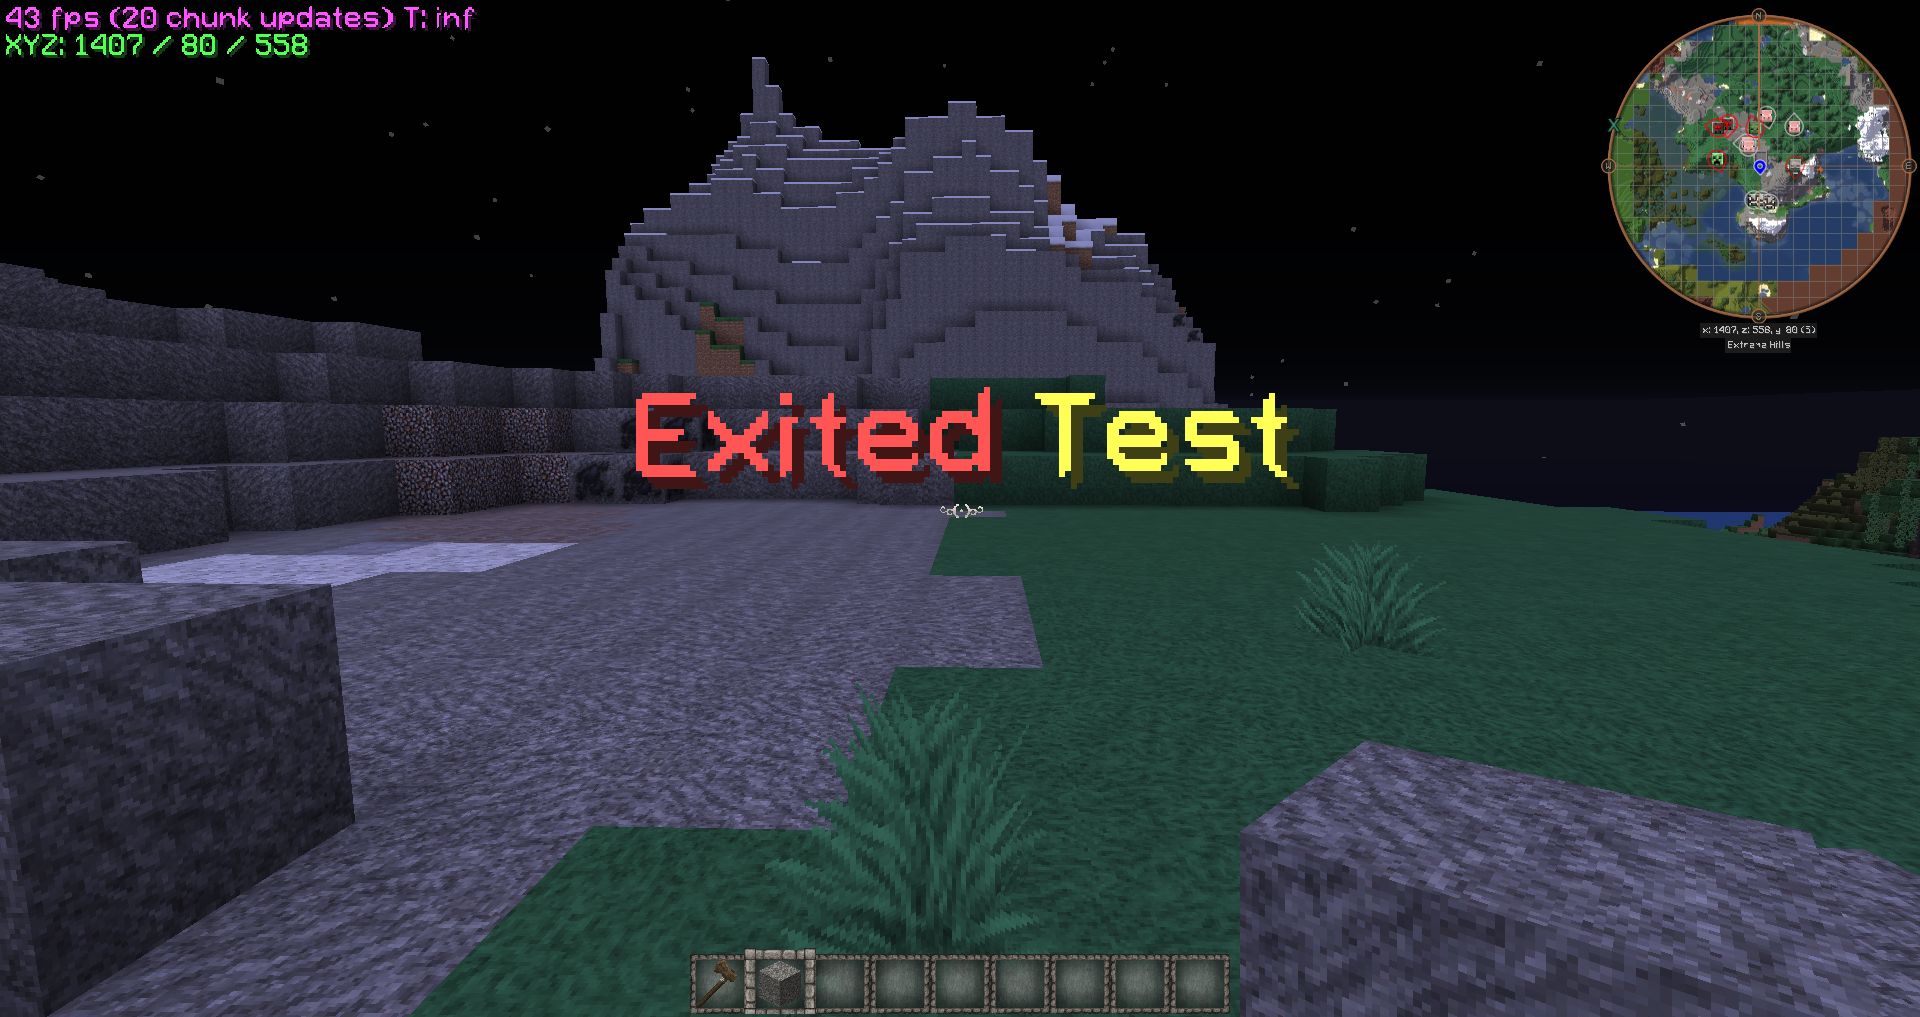 43 fps (20 chunk updates) T: inf
XYZ: 1407 / 80 / 558
N
W
E
S
x: 1407, z: 558, y: 80 (5)
Extreme Hills
Exited Test